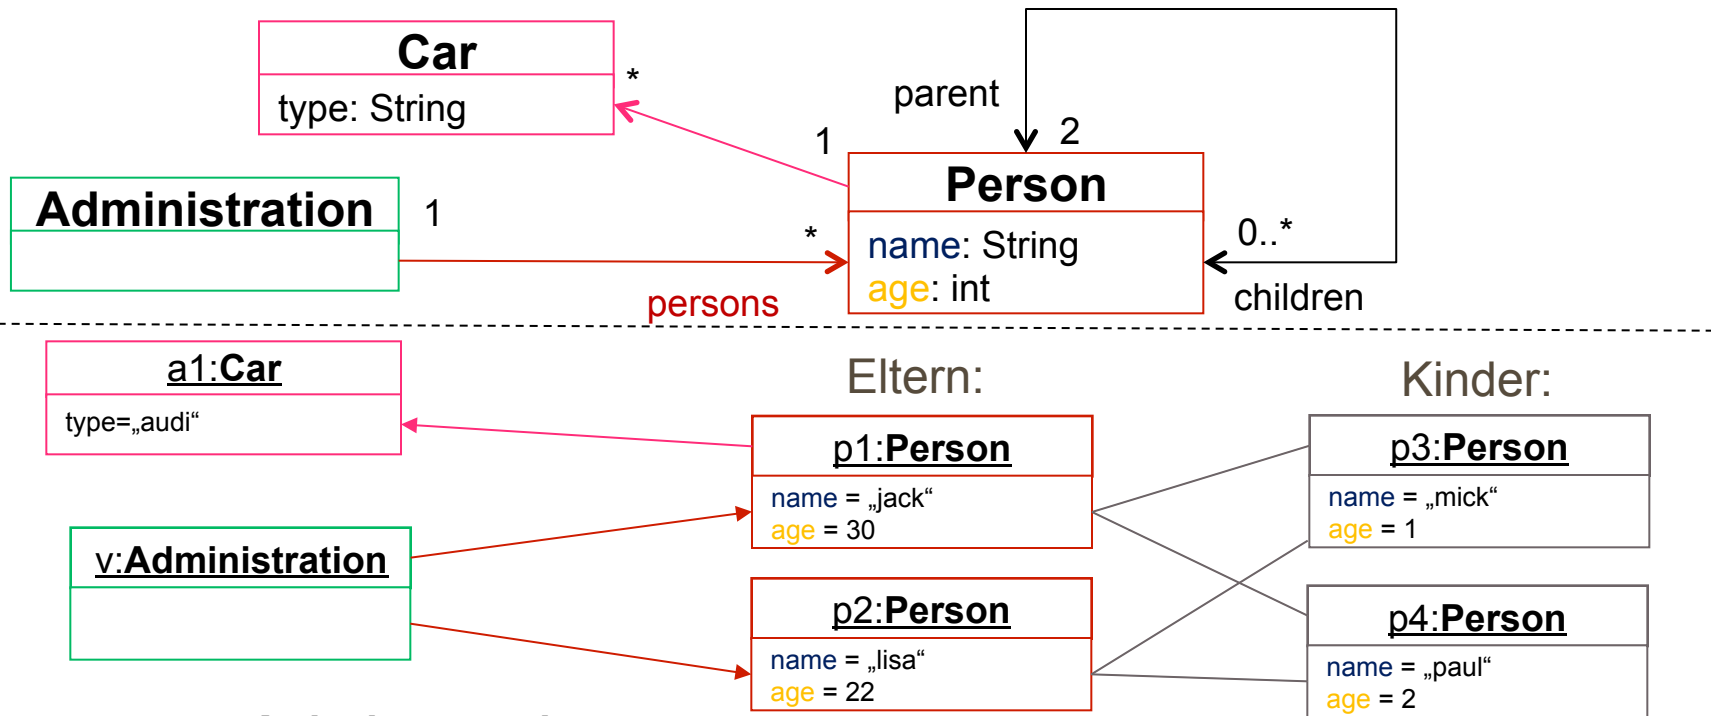 Car
type: String
*
1
parent
2
Person
name: String
age: int
0..*
children
Administration
1
*
persons
a1:Car
type=„audi“
Eltern:
Kinder:
p1:Person
name = „jack“
age = 30
p3:Person
name = „mick“
age = 1
v:Administration
p2:Person
name = „lisa“
age = 22
p4:Person
name = „paul“
age = 2